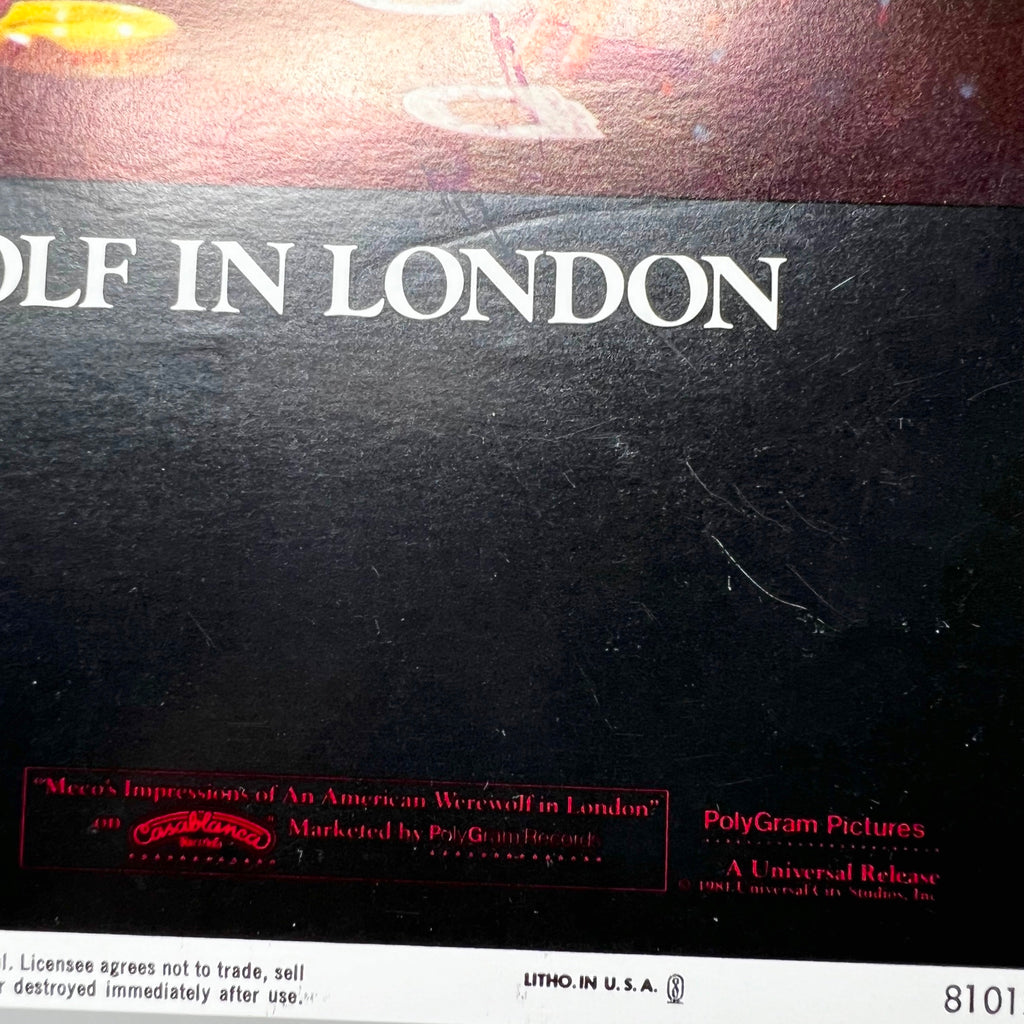 OLF IN LONDON
"Meco's Impressions of An American Werewolf in London"
on Casablanca Records Marketed by PolyGram Records
PolyGram Pictures
A Universal Release
© 1981 Universal City Studios, Inc
l. Licensee agrees not to trade, sell
r destroyed immediately after use.
LITHO. IN U. S. A.
8101